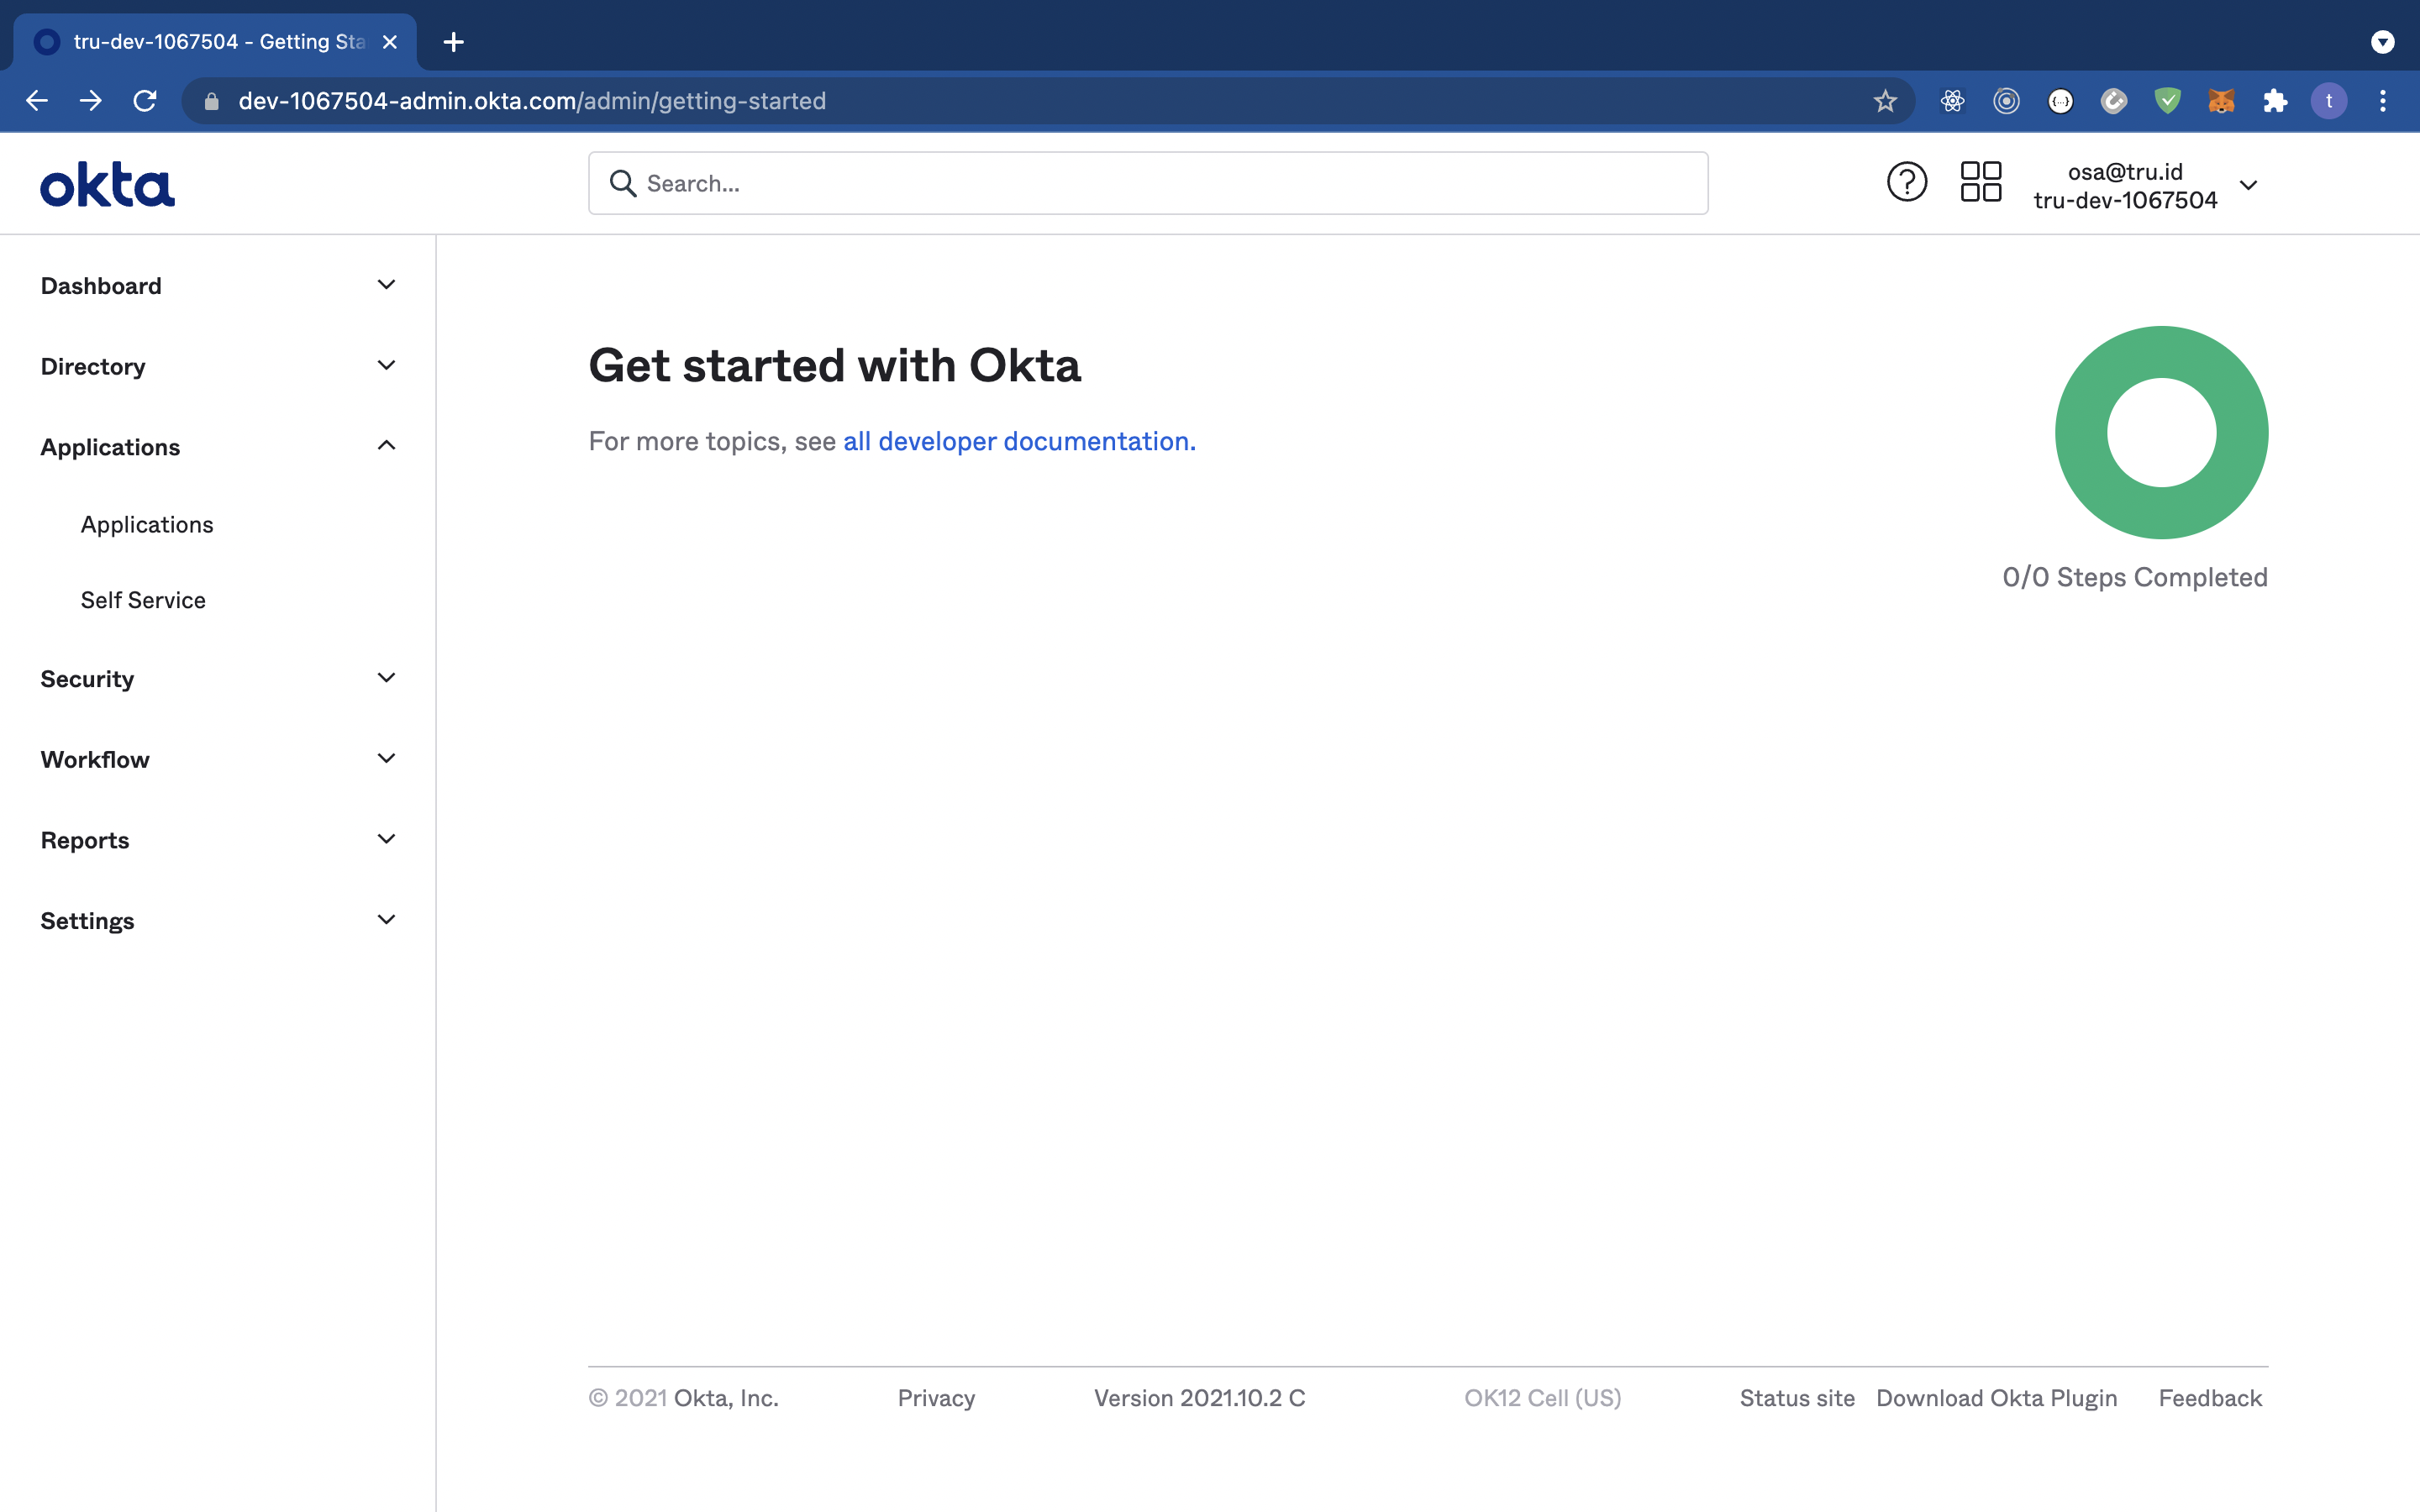 tru-dev-1067504 - Getting Sta
dev-1067504-admin.okta.com/admin/getting-started
t
okta
Search...
osa@tru.id
tru-dev-1067504
Dashboard
Directory
Applications
Applications
Self Service
Security
Workflow
Reports
Settings
Get started with Okta
For more topics, see all developer documentation.
0/0 Steps Completed
© 2021 Okta, Inc. Privacy Version 2021.10.2 C OK12 Cell (US) Status site Download Okta Plugin Feedback